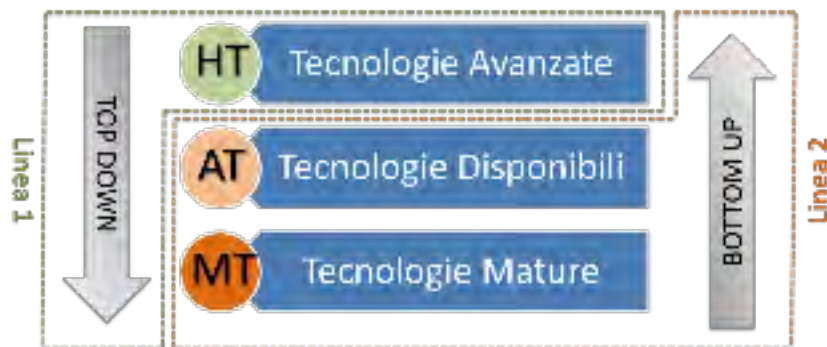 Linea 1
TOP DOWN
HT Tecnologie Avanzate
AT Tecnologie Disponibili
MT Tecnologie Mature
BOTTOM UP
Linea 2